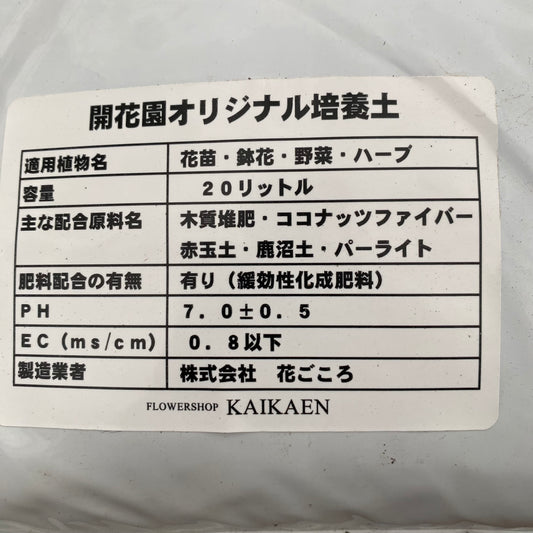 開花園オリジナル培養土
適用植物名 花苗・鉢花・野菜・ハーブ
容量 20リットル
主な配合原料名 木質堆肥・ココナッツファイバー
赤玉土・鹿沼土・パーライト
肥料配合の有無 有り（緩効性化成肥料）
PH 7.0±0.5
EC（ms/cm） 0.8以下
製造業者 株式会社 花ごころ
FLOWERSHOP KAIKAEN